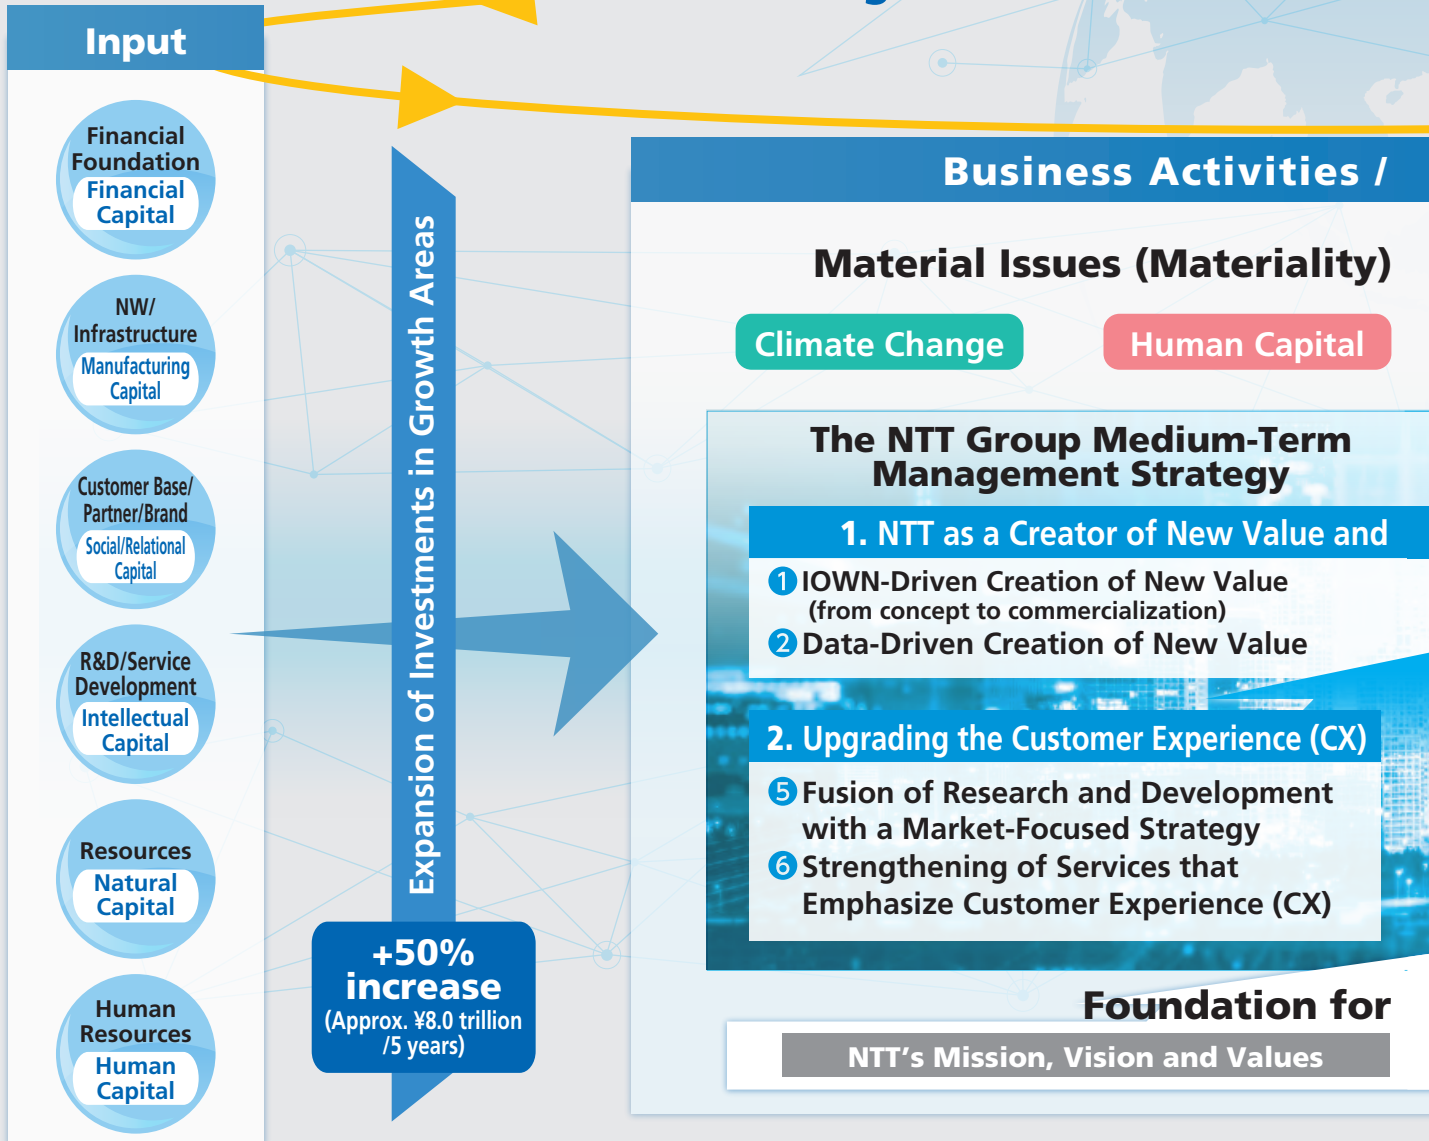 Input
Financial
Foundation
Financial
Capital
NW/
Infrastructure
Manufacturing
Capital
Customer Base/
Partner/Brand
Social/Relational
Capital
R&D/Service
Development
Intellectual
Capital
Resources
Natural
Capital
Human
Resources
Human
Capital
Expansion of Investments in Growth Areas
+50%
increase
(Approx. ¥8.0 trillion
/5 years)
Business Activities /
Material Issues (Materiality)
Climate Change
Human Capital
The NTT Group Medium-Term
Management Strategy
1. NTT as a Creator of New Value and
❶ IOWN-Driven Creation of New Value
(from concept to commercialization)
❷ Data-Driven Creation of New Value
2. Upgrading the Customer Experience (CX)
❺ Fusion of Research and Development
with a Market-Focused Strategy
❻ Strengthening of Services that
Emphasize Customer Experience (CX)
Foundation for
NTT's Mission, Vision and Values